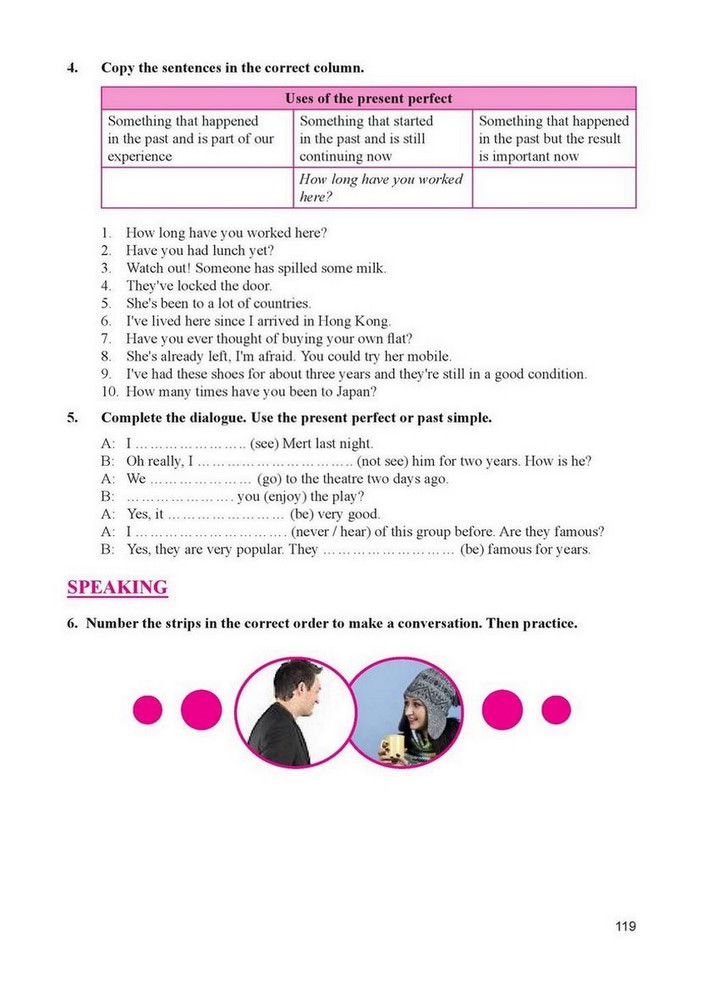 4. Copy the sentences in the correct column.
Uses of the present perfect
Something that happened
in the past and is part of our
experience
Something that started
in the past and is still
continuing now
Something that happened
in the past but the result
is important now
How long have you worked
here?
1. How long have you worked here?
2. Have you had lunch yet?
3. Watch out! Someone has spilled some milk.
4. They've locked the door.
5. She's been to a lot of countries.
6. I've lived here since I arrived in Hong Kong.
7. Have you ever thought of buying your own flat?
8. She's already left, I'm afraid. You could try her mobile.
9. I've had these shoes for about three years and they're still in a good condition.
10. How many times have you been to Japan?
5. Complete the dialogue. Use the present perfect or past simple.
A: I ………………….. (see) Mert last night.
B: Oh really, I ………………………….. (not see) him for two years. How is he?
A: We ………………… (go) to the theatre two days ago.
B: …………………. you (enjoy) the play?
A: Yes, it …………………… (be) very good.
A: I …………………………. (never / hear) of this group before. Are they famous?
B: Yes, they are very popular. They ……………………… (be) famous for years.
SPEAKING
6. Number the strips in the correct order to make a conversation. Then practice.
119